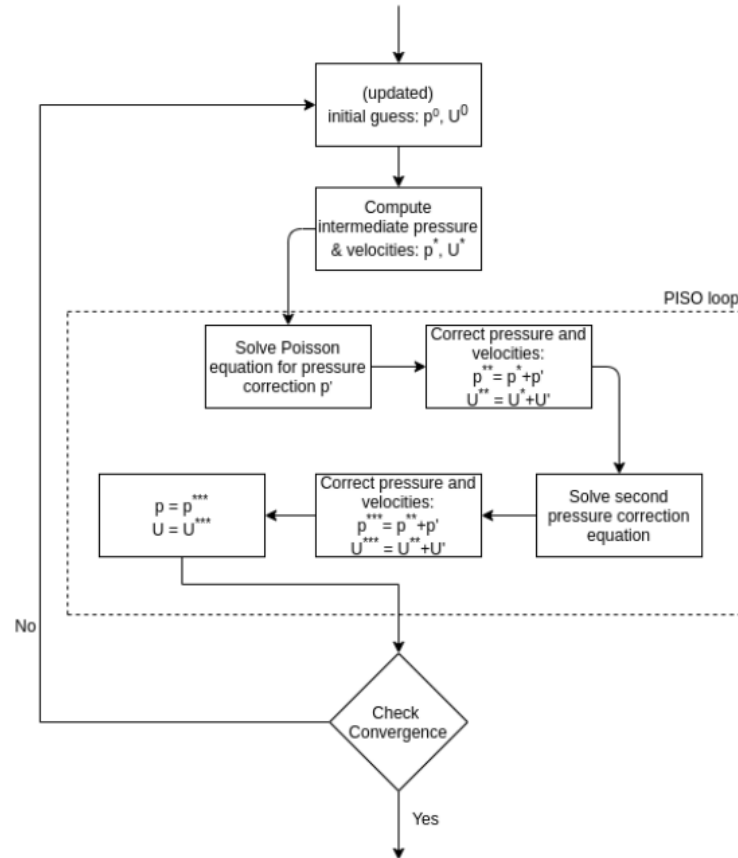 (updated)
initial guess: p⁰, U⁰
Compute
intermediate pressure
& velocities: p*, U*
PISO loop
Solve Poisson
equation for pressure
correction p'
Correct pressure and
velocities:
p**= p*+p'
U** = U*+U'
Solve second
pressure correction
equation
Correct pressure and
velocities:
p***= p**+p'
U***= U**+U'
p = p***
U = U***
No
Check
Convergence
Yes